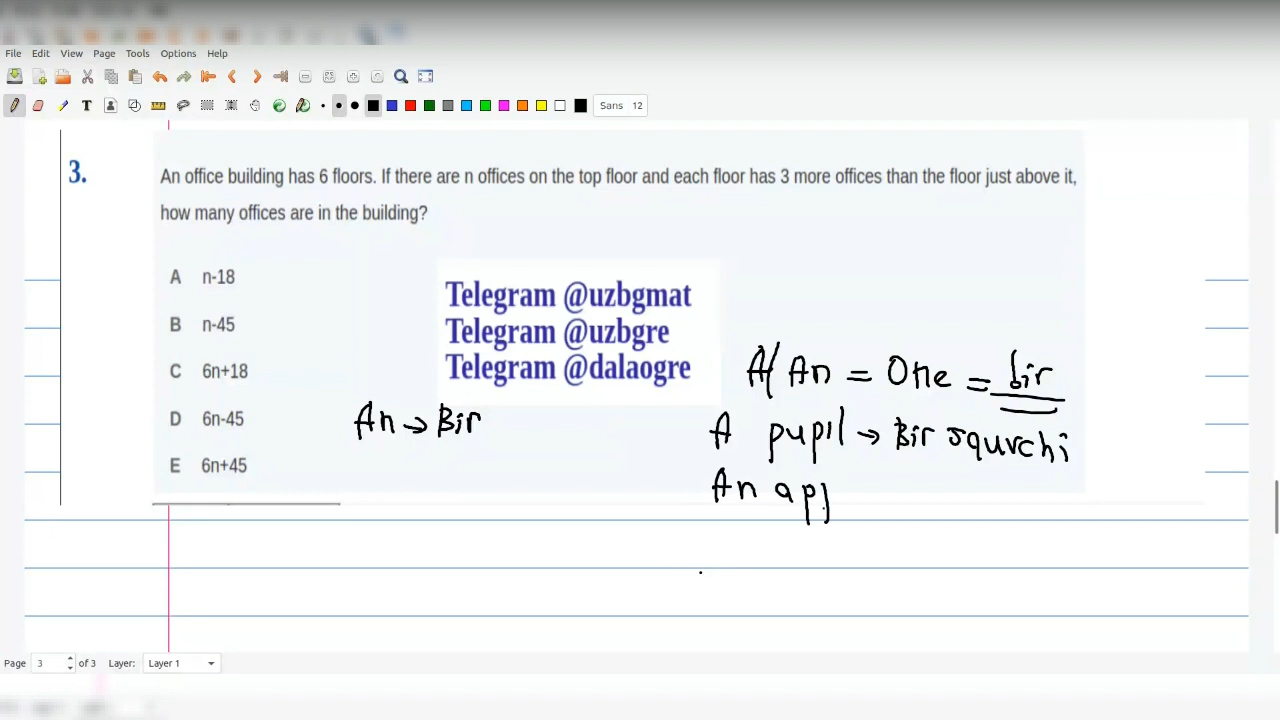 File Edit View Page Tools Options Help
Sans 12
3.
An office building has 6 floors. If there are n offices on the top floor and each floor has 3 more offices than the floor just above it,
how many offices are in the building?
A n-18
B n-45
C 6n+18
D 6n-45
E 6n+45
Telegram @uzbgmat
Telegram @uzbgre
Telegram @dalaogre
An → Bir
A/ An = One = bir
A pupil → Bir
An app
Page 3 of 3 Layer: Layer 1